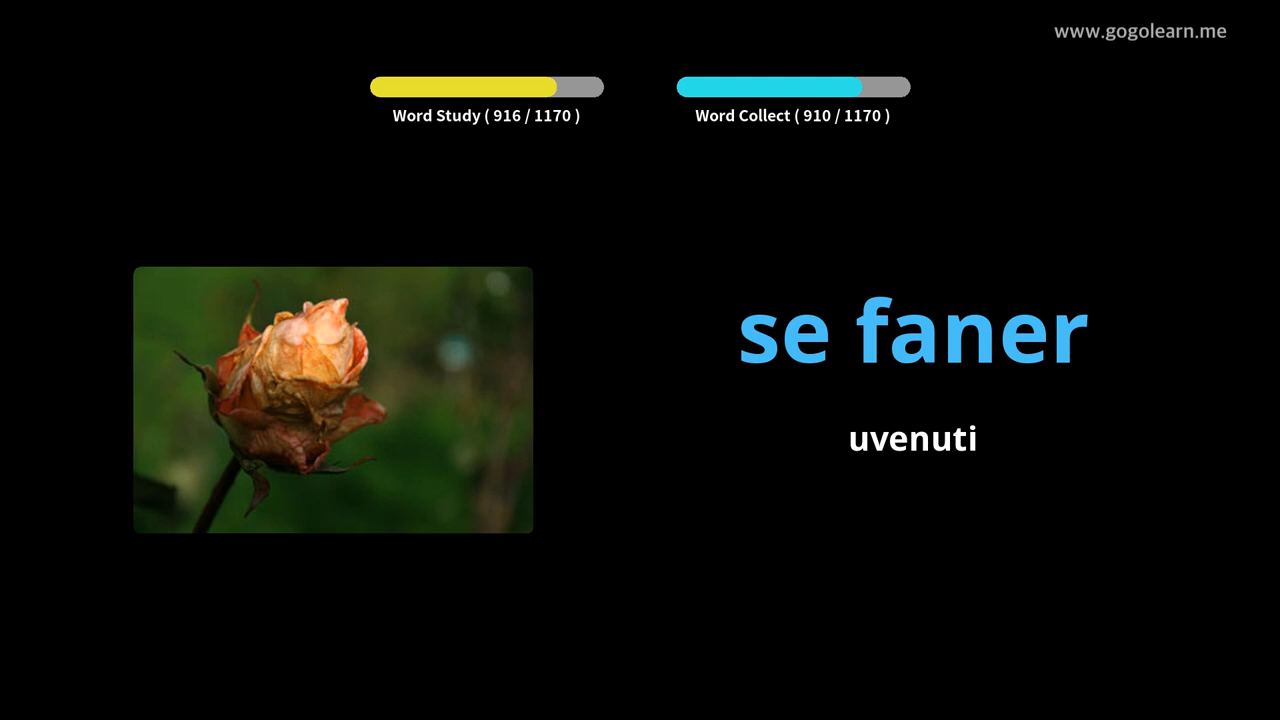 www.gogolearn.me
Word Study ( 916 / 1170 )
Word Collect ( 910 / 1170 )
se faner
uvenuti